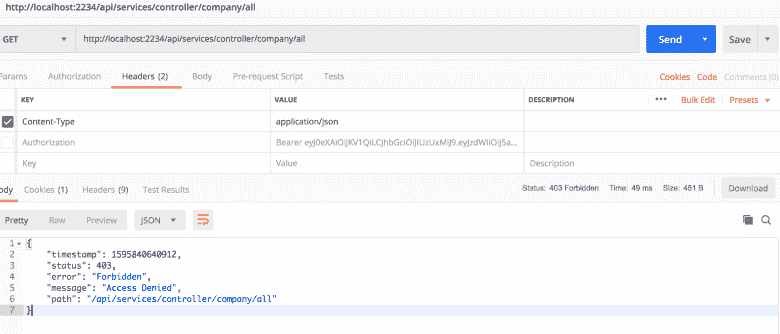 http://localhost:2234/api/services/controller/company/all
GET http://localhost:2234/api/services/controller/company/all Send Save
Params Authorization Headers (2) Body Pre-request Script Tests Cookies Code Comments (0)
KEY VALUE DESCRIPTION ••• Bulk Edit Presets
Content-Type application/json
Authorization Bearer
Key Value Description
ody Cookies (1) Headers (9) Test Results Status: 403 Forbidden Time: 49 ms Size: 451 B Download
Pretty Raw Preview JSON
1 {
2 "timestamp": 1595840640912,
3 "status": 403,
4 "error": "Forbidden",
5 "message": "Access Denied",
6 "path": "/api/services/controller/company/all"
7 }